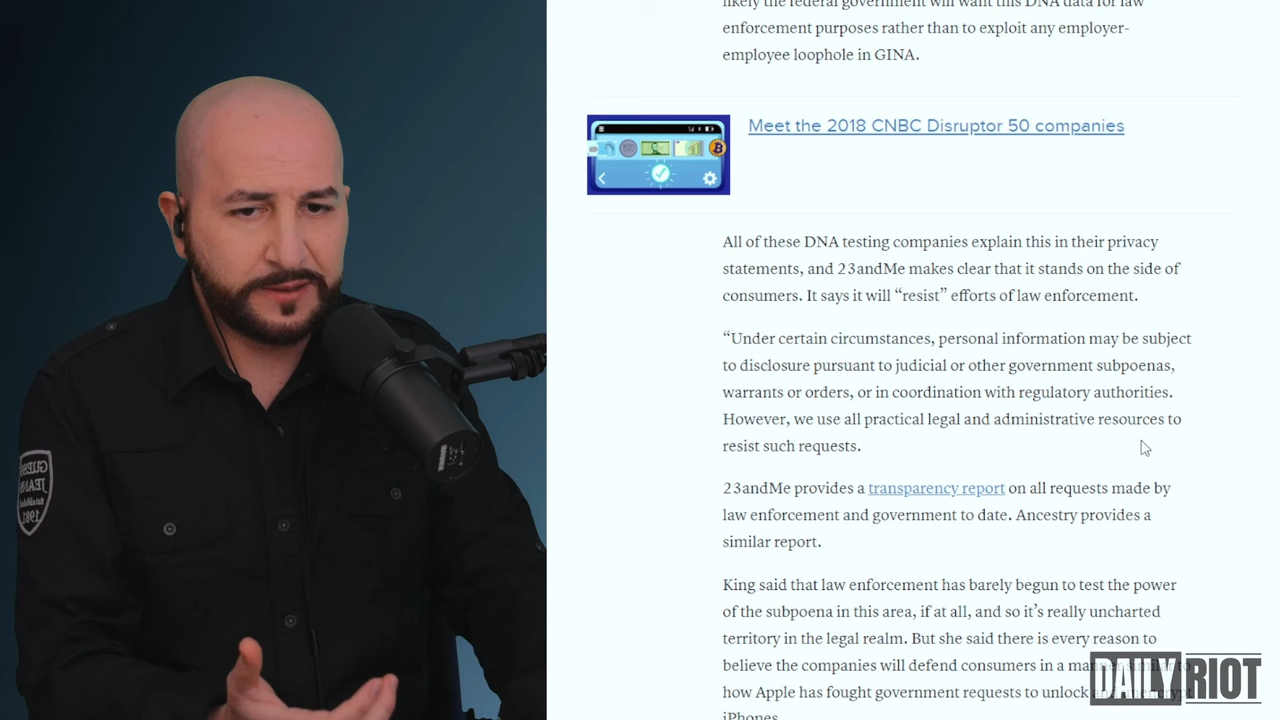 likely the federal government will want this DNA data for law
enforcement purposes rather than to exploit any employer-
employee loophole in GINA.
Meet the 2018 CNBC Disruptor 50 companies
All of these DNA testing companies explain this in their privacy
statements, and 23andMe makes clear that it stands on the side of
consumers. It says it will “resist” efforts of law enforcement.
“Under certain circumstances, personal information may be subject
to disclosure pursuant to judicial or other government subpoenas,
warrants or orders, or in coordination with regulatory authorities.
However, we use all practical legal and administrative resources to
resist such requests.
23andMe provides a transparency report on all requests made by
law enforcement and government to date. Ancestry provides a
similar report.
King said that law enforcement has barely begun to test the power
of the subpoena in this area, if at all, and so it’s really uncharted
territory in the legal realm. But she said there is every reason to
believe the companies will defend consumers in a manner similar to
how Apple has fought government requests to unlock and unencrypt
iPhones.
DAILY RIOT
GUESS
JEANS
1981